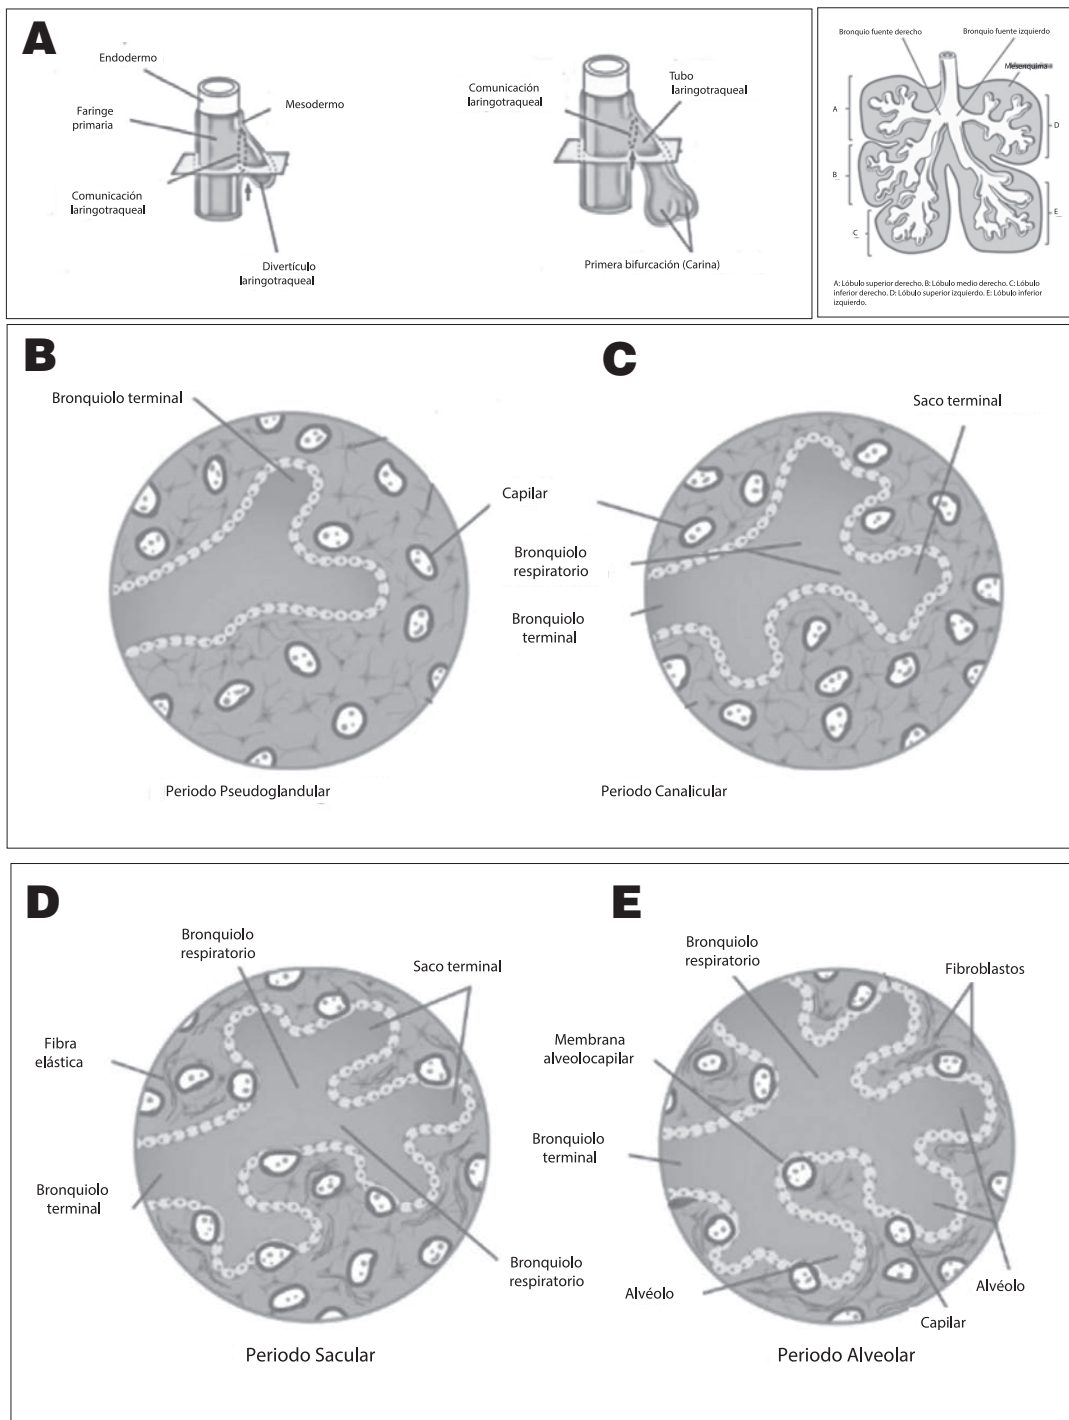 A
Endodermo
Faringe
primaria
Mesodermo
Comunicación
laringotraqueal
Divertículo
laringotraqueal
Comunicación
laringotraqueal
Tubo
laringotraqueal
Primera bifurcación (Carina)
Bronquio fuente derecho
Bronquio fuente izquierdo
Mesenquima
A
B
C
D
E
A: Lóbulo superior derecho. B: Lóbulo medio derecho. C: Lóbulo
inferior derecho. D: Lóbulo superior izquierdo. E: Lóbulo inferior
izquierdo.
B
Bronquiolo terminal
Capilar
Periodo Pseudoglandular
C
Saco terminal
Bronquiolo
respiratorio
Bronquiolo
terminal
Periodo Canalicular
D
Bronquiolo
respiratorio
Saco terminal
Fibra
elástica
Bronquiolo
terminal
Bronquiolo
respiratorio
Periodo Sacular
E
Bronquiolo
respiratorio
Fibroblastos
Membrana
alveolocapilar
Bronquiolo
terminal
Alvéolo
Alvéolo
Capilar
Periodo Alveolar